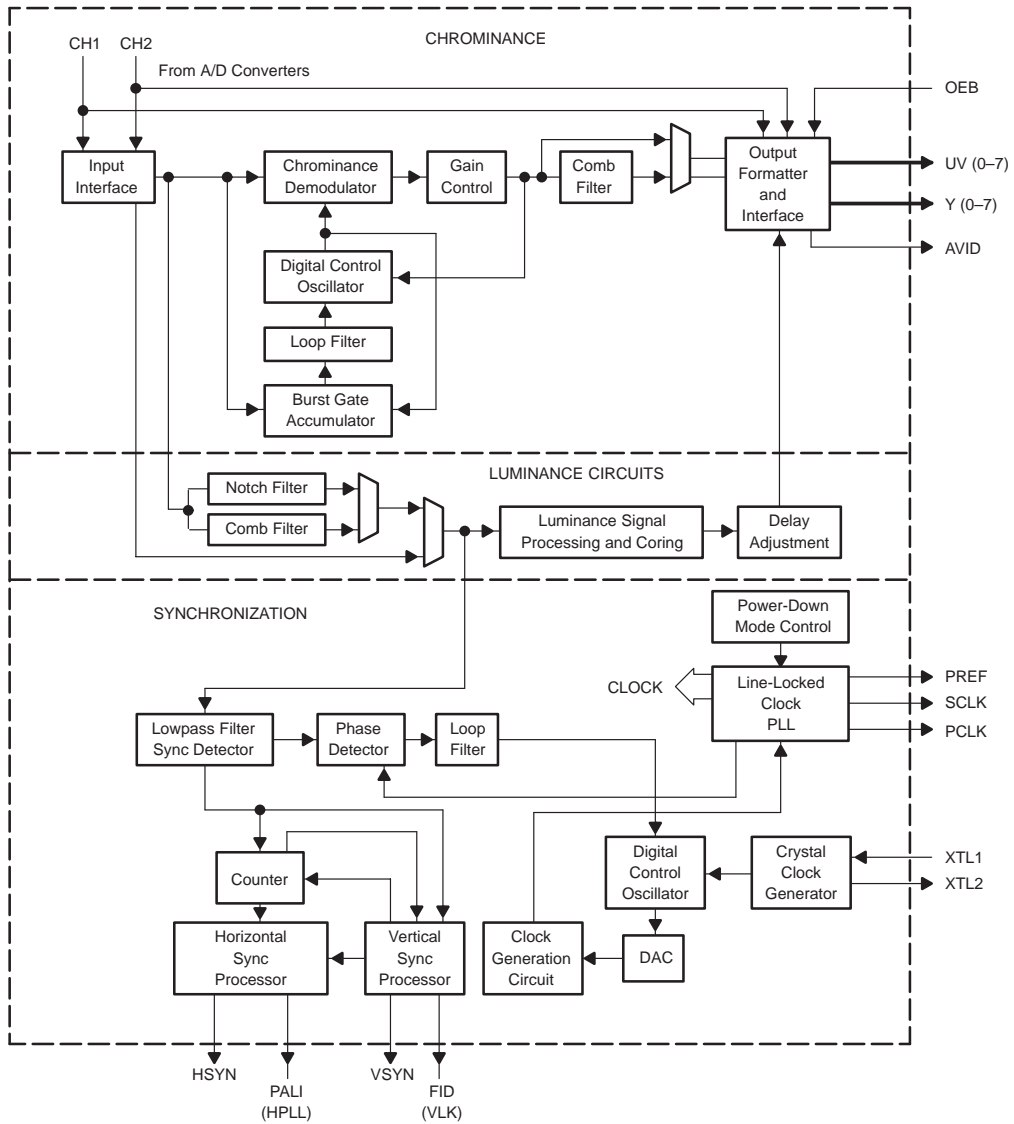 CHROMINANCE
CH1
CH2
From A/D Converters
OEB
Input
Interface
Chrominance
Demodulator
Gain
Control
Comb
Filter
Output
Formatter
and
Interface
UV (0–7)
Y (0–7)
AVID
Digital Control
Oscillator
Loop Filter
Burst Gate
Accumulator
LUMINANCE CIRCUITS
Notch Filter
Comb Filter
Luminance Signal
Processing and Coring
Delay
Adjustment
SYNCHRONIZATION
Power-Down
Mode Control
CLOCK
Line-Locked
Clock
PLL
PREF
SCLK
PCLK
Lowpass Filter
Sync Detector
Phase
Detector
Loop
Filter
Counter
Digital
Control
Oscillator
Crystal
Clock
Generator
XTL1
XTL2
Horizontal
Sync
Processor
Vertical
Sync
Processor
Clock
Generation
Circuit
DAC
HSYN
PALI
(HPLL)
VSYN
FID
(VLK)